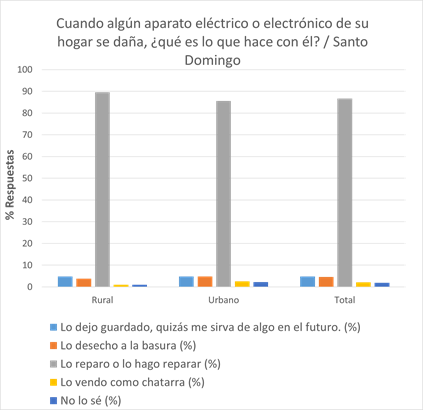 Cuando algún aparato eléctrico o electrónico de su
hogar se daña, ¿qué es lo que hace con él? / Santo
Domingo
100
90
80
70
60
50
40
30
20
10
0
% Respuestas
Rural
Urbano
Total
Lo dejo guardado, quizás me sirva de algo en el futuro. (%)
Lo desecho a la basura (%)
Lo reparo o lo hago reparar (%)
Lo vendo como chatarra (%)
No lo sé (%)